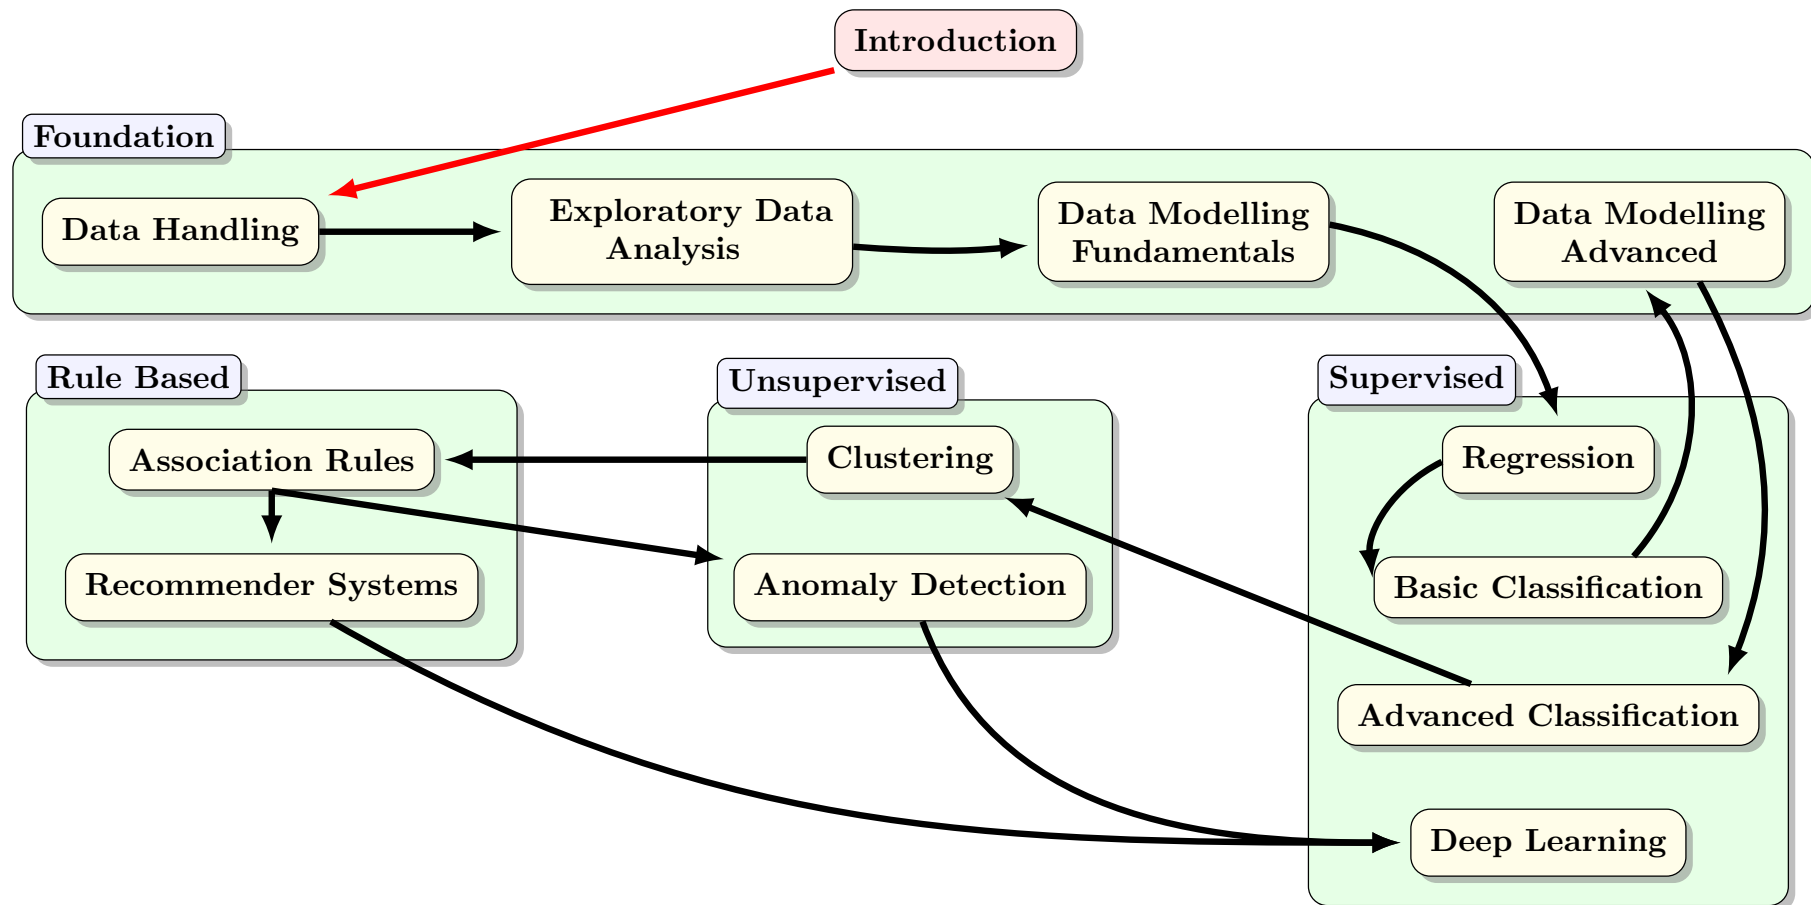 Introduction
Foundation
Data Handling
Exploratory Data
Analysis
Data Modelling
Fundamentals
Data Modelling
Advanced
Rule Based
Association Rules
Recommender Systems
Unsupervised
Clustering
Anomaly Detection
Supervised
Regression
Basic Classification
Advanced Classification
Deep Learning